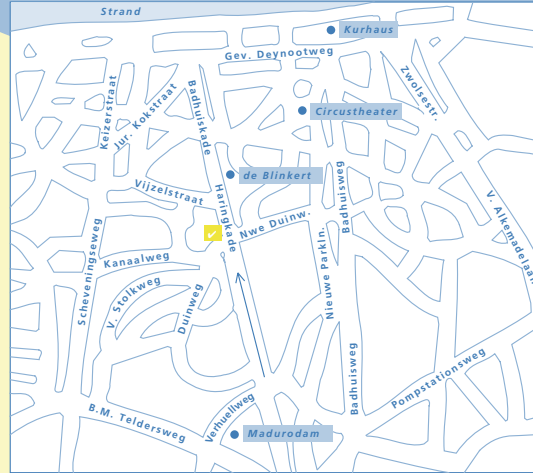 Strand
Kurhaus
Gev. Deynootweg
Zwolsestr.
Keizerstraat
Jur. Kokstraat
Badhuiskade
Circustheater
de Blinkert
Vijzelstraat
Haringkade
Badhuisweg
Nwe Duinw.
V. Alkemadelaan
Scheveningseweg
Kanaalweg
V. Stolkweg
Duinweg
Nieuwe Parkln.
Badhuisweg
Pompstationsweg
B.M. Teldersweg
Verhuellweg
Madurodam